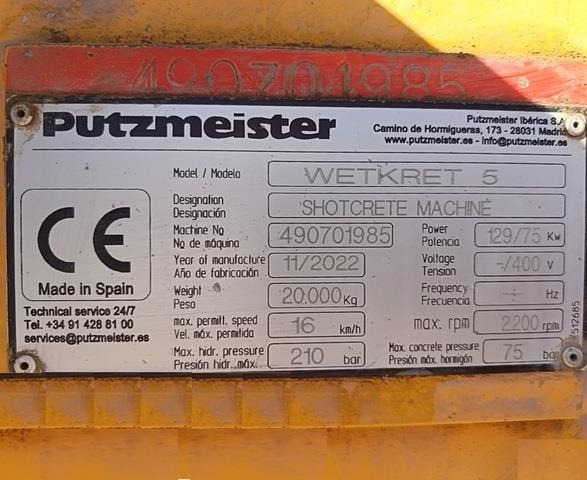 490701985
Putzmeister
Putzmeister Ibérica S.A
Camino de Hormigueras, 173 - 28031 Madrid
www.putzmeister.es - info@putzmeister.es
Model / Modelo WETKRET 5
Designation
Designación SHOTCRETE MACHINE
Machine No
No de máquina 490701985
Power
Potencia 129/75 Kw
Year of manufacture
Año de fabricación 11/2022
Voltage
Tension -/400 V
Weight
Peso 20.000 Kg
Frequency
Frecuencia - Hz
max. permitt. speed
Vel. máx. permitida 16 km/h
max. rpm 2200 rpm
Max. hidr. pressure
Presión hidr. máx. 210 bar
Max. concrete pressure
Presión máx. hormigón 75 bar
CE
Made in Spain
Technical service 24/7
Tel. +34 91 428 81 00
services@putzmeister.es
512685